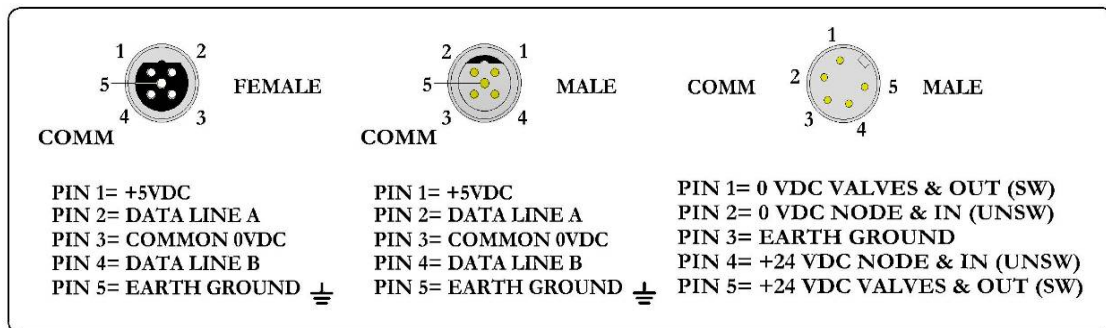 1 2
5
FEMALE
4 3
COMM
PIN 1= +5VDC
PIN 2= DATA LINE A
PIN 3= COMMON 0VDC
PIN 4= DATA LINE B
PIN 5= EARTH GROUND
2 1
5
MALE
3 4
COMM
PIN 1= +5VDC
PIN 2= DATA LINE A
PIN 3= COMMON 0VDC
PIN 4= DATA LINE B
PIN 5= EARTH GROUND
1
COMM 2 5 MALE
3 4
PIN 1= 0 VDC VALVES & OUT (SW)
PIN 2= 0 VDC NODE & IN (UNSW)
PIN 3= EARTH GROUND
PIN 4= +24 VDC NODE & IN (UNSW)
PIN 5= +24 VDC VALVES & OUT (SW)